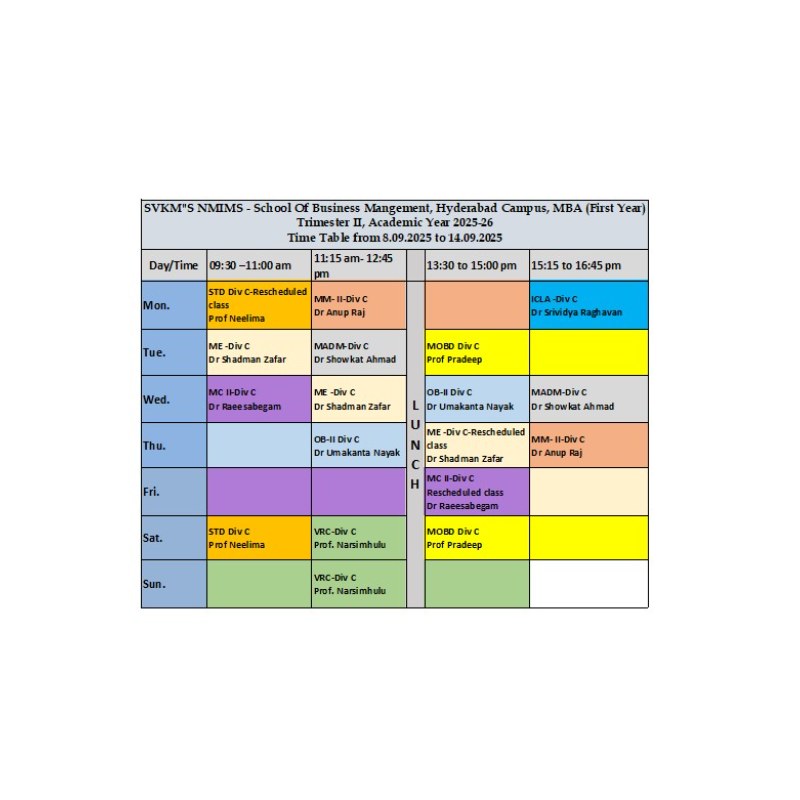 SVKM"S NMIMS - School Of Business Mangement, Hyderabad Campus, MBA (First Year)
Trimester II, Academic Year 2025-26
Time Table from 8.09.2025 to 14.09.2025
Day/Time
09:30 –11:00 am
11:15 am- 12:45
pm
13:30 to 15:00 pm
15:15 to 16:45 pm
Mon.
STD Div C-Rescheduled
class
Prof Neelima
MM- II-Div C
Dr Anup Raj
ICLA -Div C
Dr Srividya Raghavan
Tue.
ME -Div C
Dr Shadman Zafar
MADM-Div C
Dr Showkat Ahmad
MOBD Div C
Prof Pradeep
Wed.
MC II-Div C
Dr Raeesabegam
ME -Div C
Dr Shadman Zafar
OB-II Div C
Dr Umakanta Nayak
MADM-Div C
Dr Showkat Ahmad
LUNCH
Thu.
OB-II Div C
Dr Umakanta Nayak
ME -Div C-Rescheduled
class
Dr Shadman Zafar
MM- II-Div C
Dr Anup Raj
Fri.
MC II-Div C
Rescheduled class
Dr Raeesabegam
Sat.
STD Div C
Prof Neelima
VRC-Div C
Prof. Narsimhulu
MOBD Div C
Prof Pradeep
Sun.
VRC-Div C
Prof. Narsimhulu